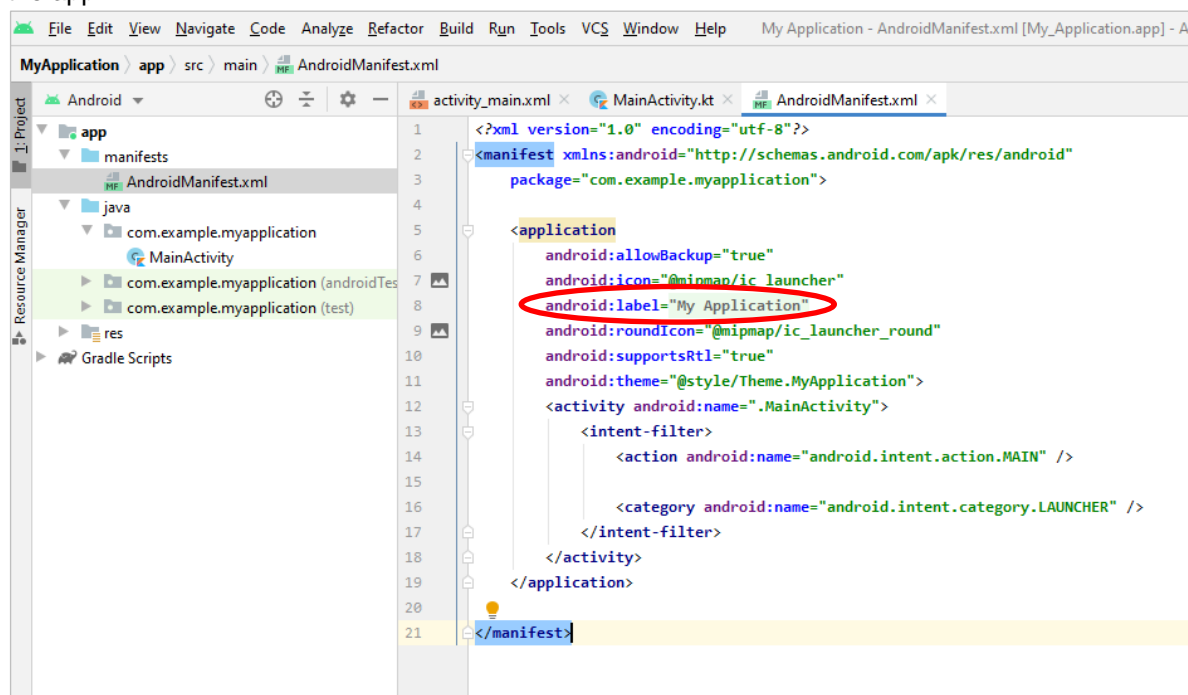 File Edit View Navigate Code Analyze Refactor Build Run Tools VCS Window Help My Application - AndroidManifest.xml [My_Application.app] - A
MyApplication app src main AndroidManifest.xml
1: Project
Resource Manager
Android
app
manifests
AndroidManifest.xml
java
com.example.myapplication
MainActivity
com.example.myapplication (androidTes
com.example.myapplication (test)
res
Gradle Scripts
activity_main.xml MainActivity.kt AndroidManifest.xml
1 <?xml version="1.0" encoding="utf-8"?>
2 <manifest xmlns:android="http://schemas.android.com/apk/res/android"
3 package="com.example.myapplication">
4
5 <application
6 android:allowBackup="true"
7 android:icon="@mipmap/ic_launcher"
8 android:label="My Application"
9 android:roundIcon="@mipmap/ic_launcher_round"
10 android:supportsRtl="true"
11 android:theme="@style/Theme.MyApplication">
12 <activity android:name=".MainActivity">
13 <intent-filter>
14 <action android:name="android.intent.action.MAIN" />
15
16 <category android:name="android.intent.category.LAUNCHER" />
17 </intent-filter>
18 </activity>
19 </application>
20
21 </manifest>